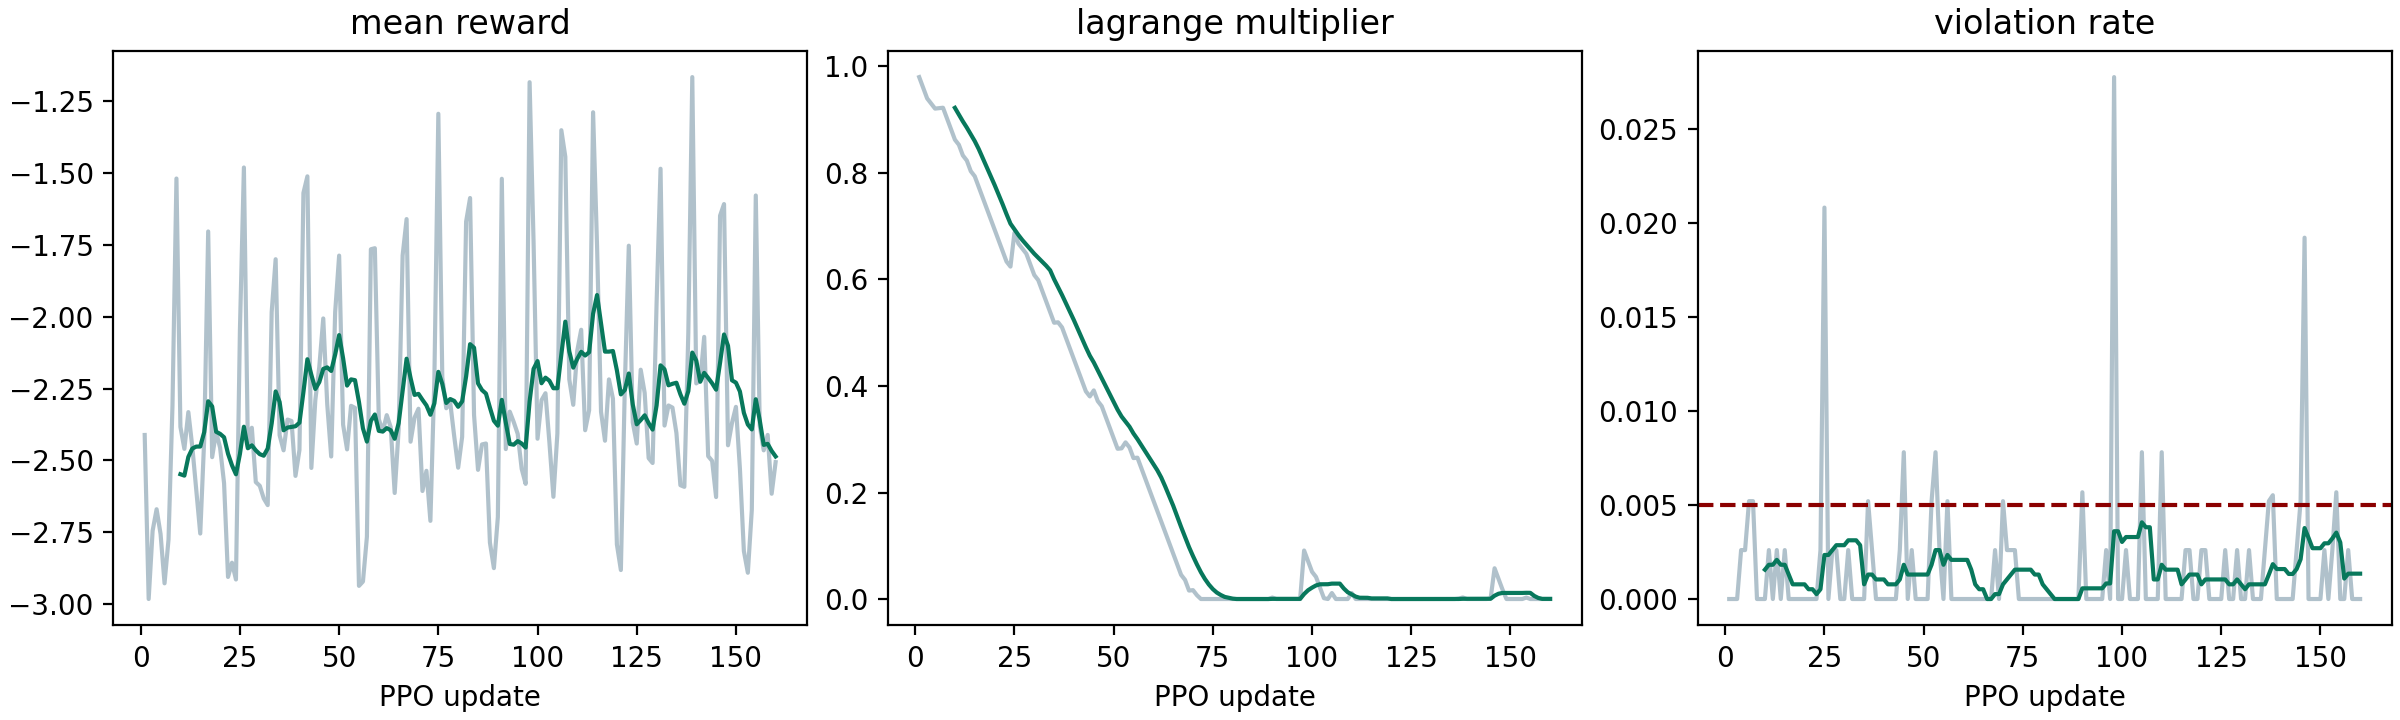 mean reward
−1.25
−1.50
−1.75
−2.00
−2.25
−2.50
−2.75
−3.00
0 25 50 75 100 125 150
PPO update
lagrange multiplier
1.0
0.8
0.6
0.4
0.2
0.0
0 25 50 75 100 125 150
PPO update
violation rate
0.025
0.020
0.015
0.010
0.005
0.000
0 25 50 75 100 125 150
PPO update